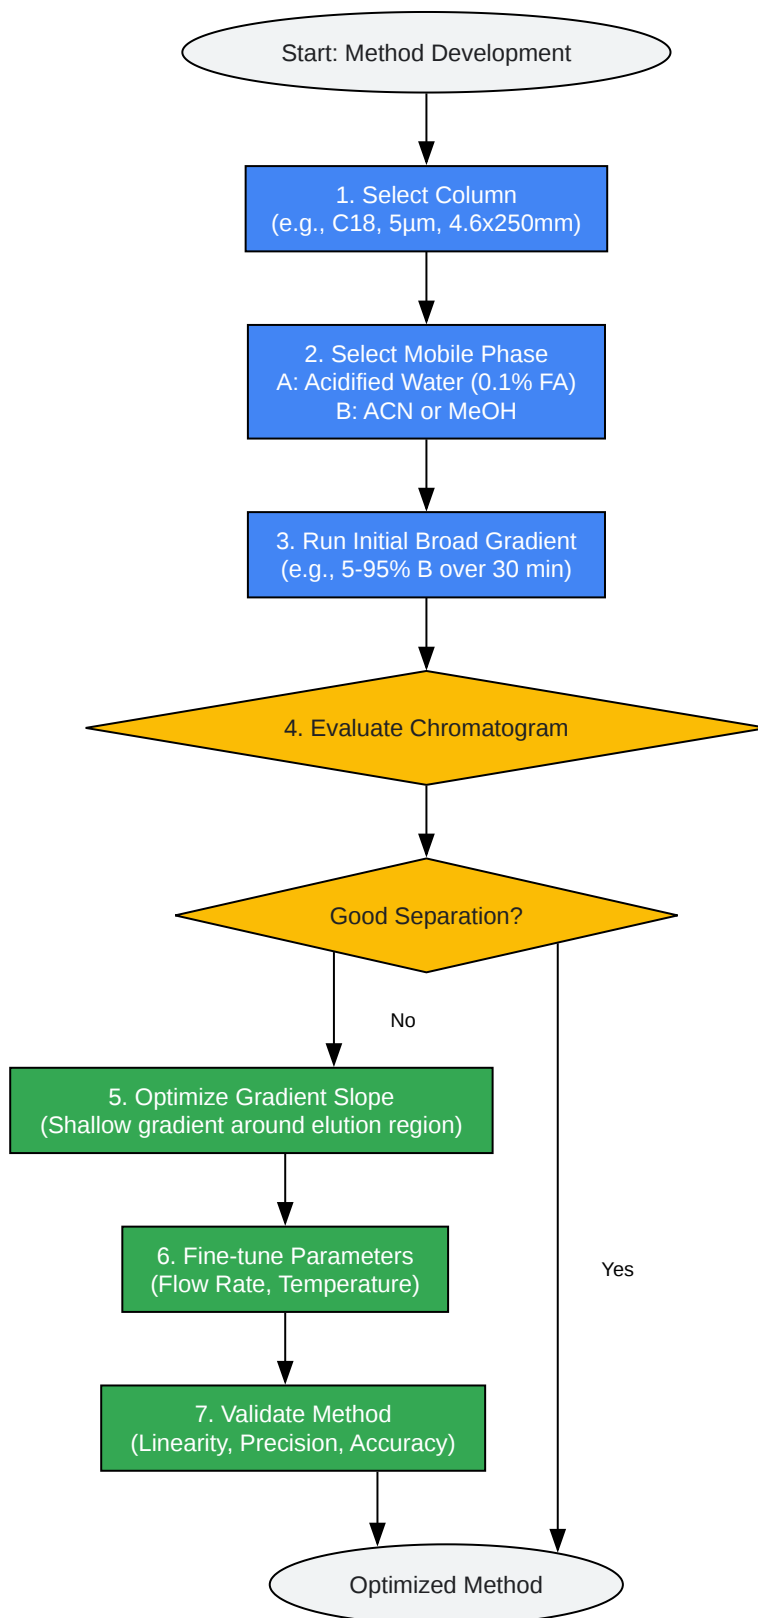 Start: Method Development
1. Select Column
(e.g., C18, 5µm, 4.6x250mm)
2. Select Mobile Phase
A: Acidified Water (0.1% FA)
B: ACN or MeOH
3. Run Initial Broad Gradient
(e.g., 5-95% B over 30 min)
4. Evaluate Chromatogram
Good Separation?
No
5. Optimize Gradient Slope
(Shallow gradient around elution region)
6. Fine-tune Parameters
(Flow Rate, Temperature)
Yes
7. Validate Method
(Linearity, Precision, Accuracy)
Optimized Method